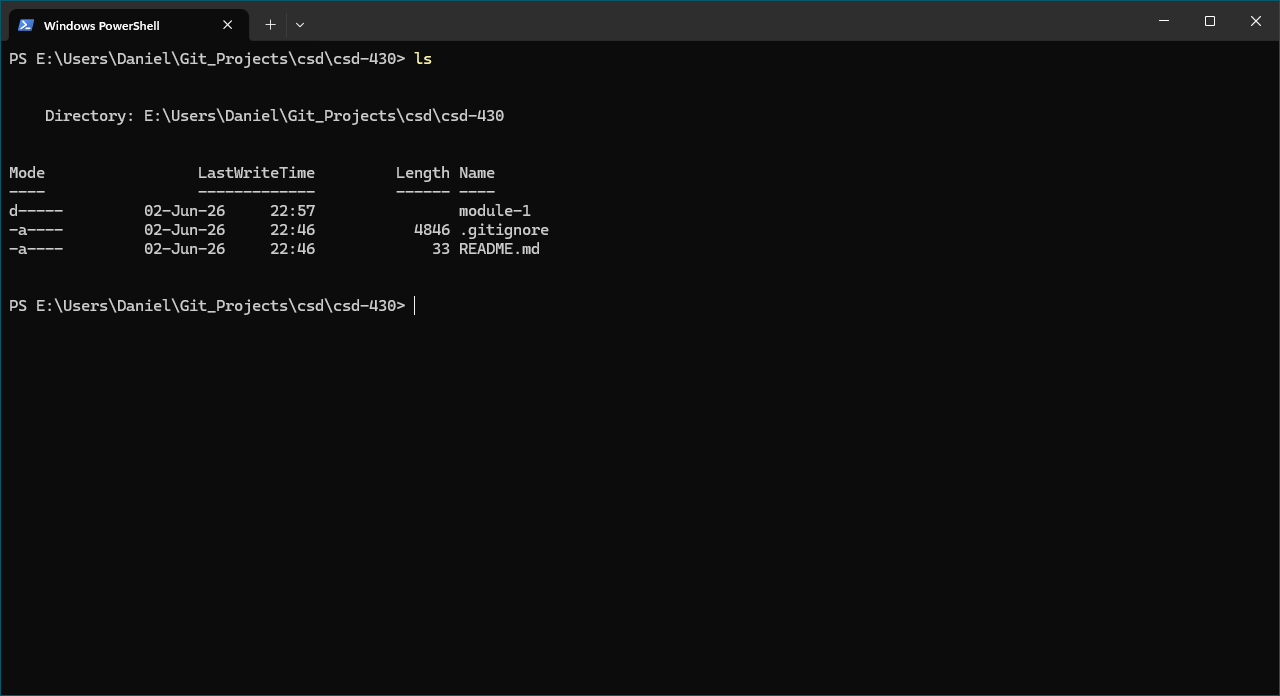 Windows PowerShell
PS E:\Users\Daniel\Git_Projects\csd\csd-430> ls
Directory: E:\Users\Daniel\Git_Projects\csd\csd-430
Mode                 LastWriteTime         Length Name
----                 -------------         ------ ----
d-----         02-Jun-26     22:57                module-1
-a----         02-Jun-26     22:46           4846 .gitignore
-a----         02-Jun-26     22:46             33 README.md
PS E:\Users\Daniel\Git_Projects\csd\csd-430>